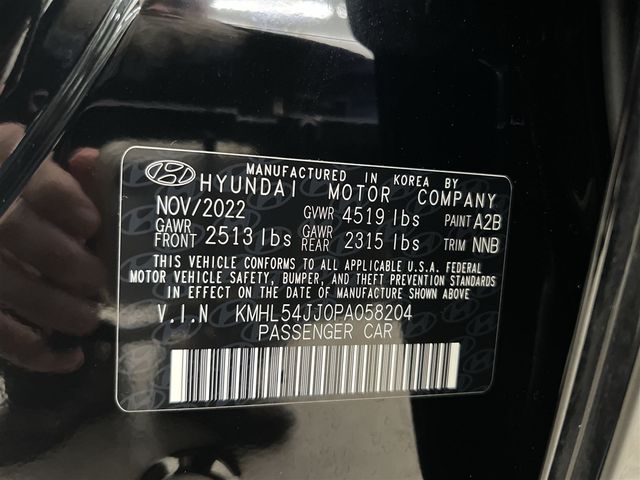 MANUFACTURED IN KOREA BY
HYUNDAI MOTOR COMPANY
NOV/2022 GVWR 4519 lbs PAINT A2B
GAWR FRONT 2513 lbs GAWR REAR 2315 lbs TRIM NNB
THIS VEHICLE CONFORMS TO ALL APPLICABLE U.S.A. FEDERAL
MOTOR VEHICLE SAFETY, BUMPER, AND THEFT PREVENTION STANDARDS
IN EFFECT ON THE DATE OF MANUFACTURE SHOWN ABOVE
V.I.N KMHL54JJ0PA058204
PASSENGER CAR